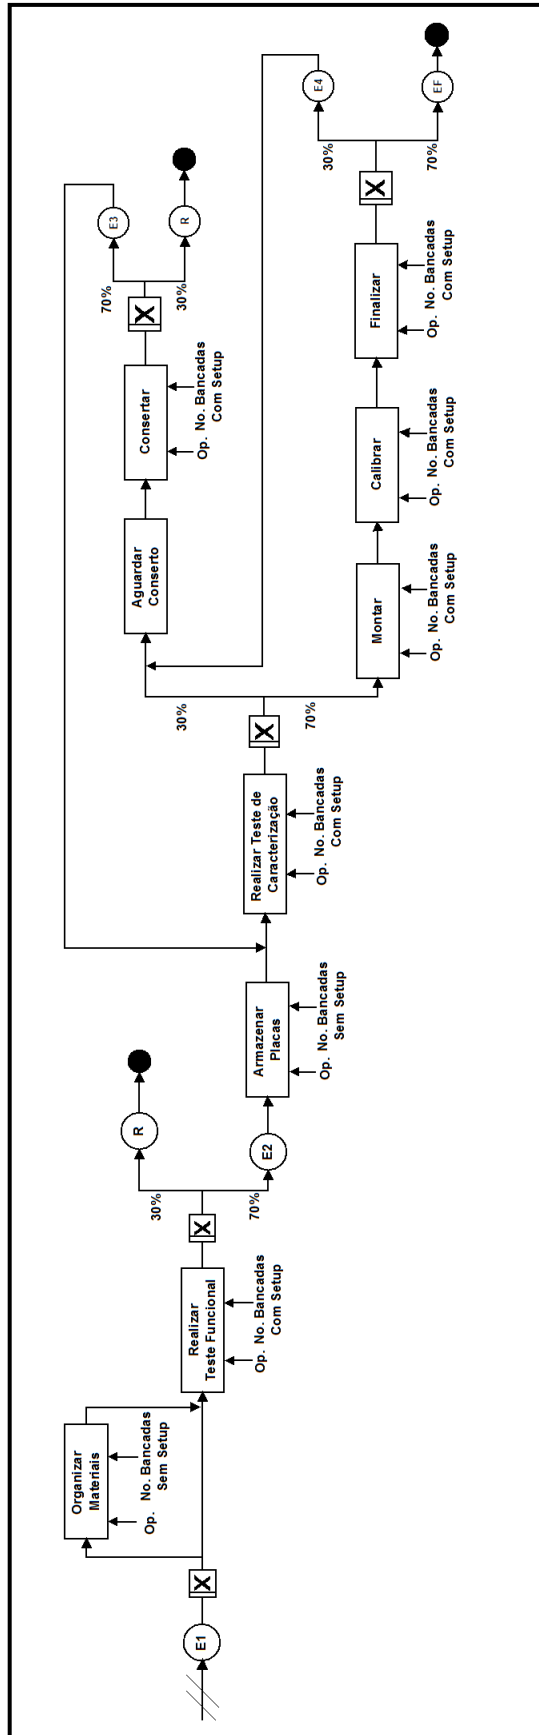 E1
X
Organizar
Materiais
Op.
No. Bancadas
Sem Setup
Realizar
Teste Funcional
Op.
No. Bancadas
Com Setup
X
30%
70%
R
E2
Armazenar
Placas
Op.
No. Bancadas
Sem Setup
Realizar Teste de
Caracterização
Op.
No. Bancadas
Com Setup
X
30%
70%
Aguardar
Conserto
Consertar
Op.
No. Bancadas
Com Setup
X
70%
30%
E3
R
Montar
Op.
No. Bancadas
Com Setup
Calibrar
Op.
No. Bancadas
Com Setup
Finalizar
Op.
No. Bancadas
Com Setup
X
30%
70%
E4
EF